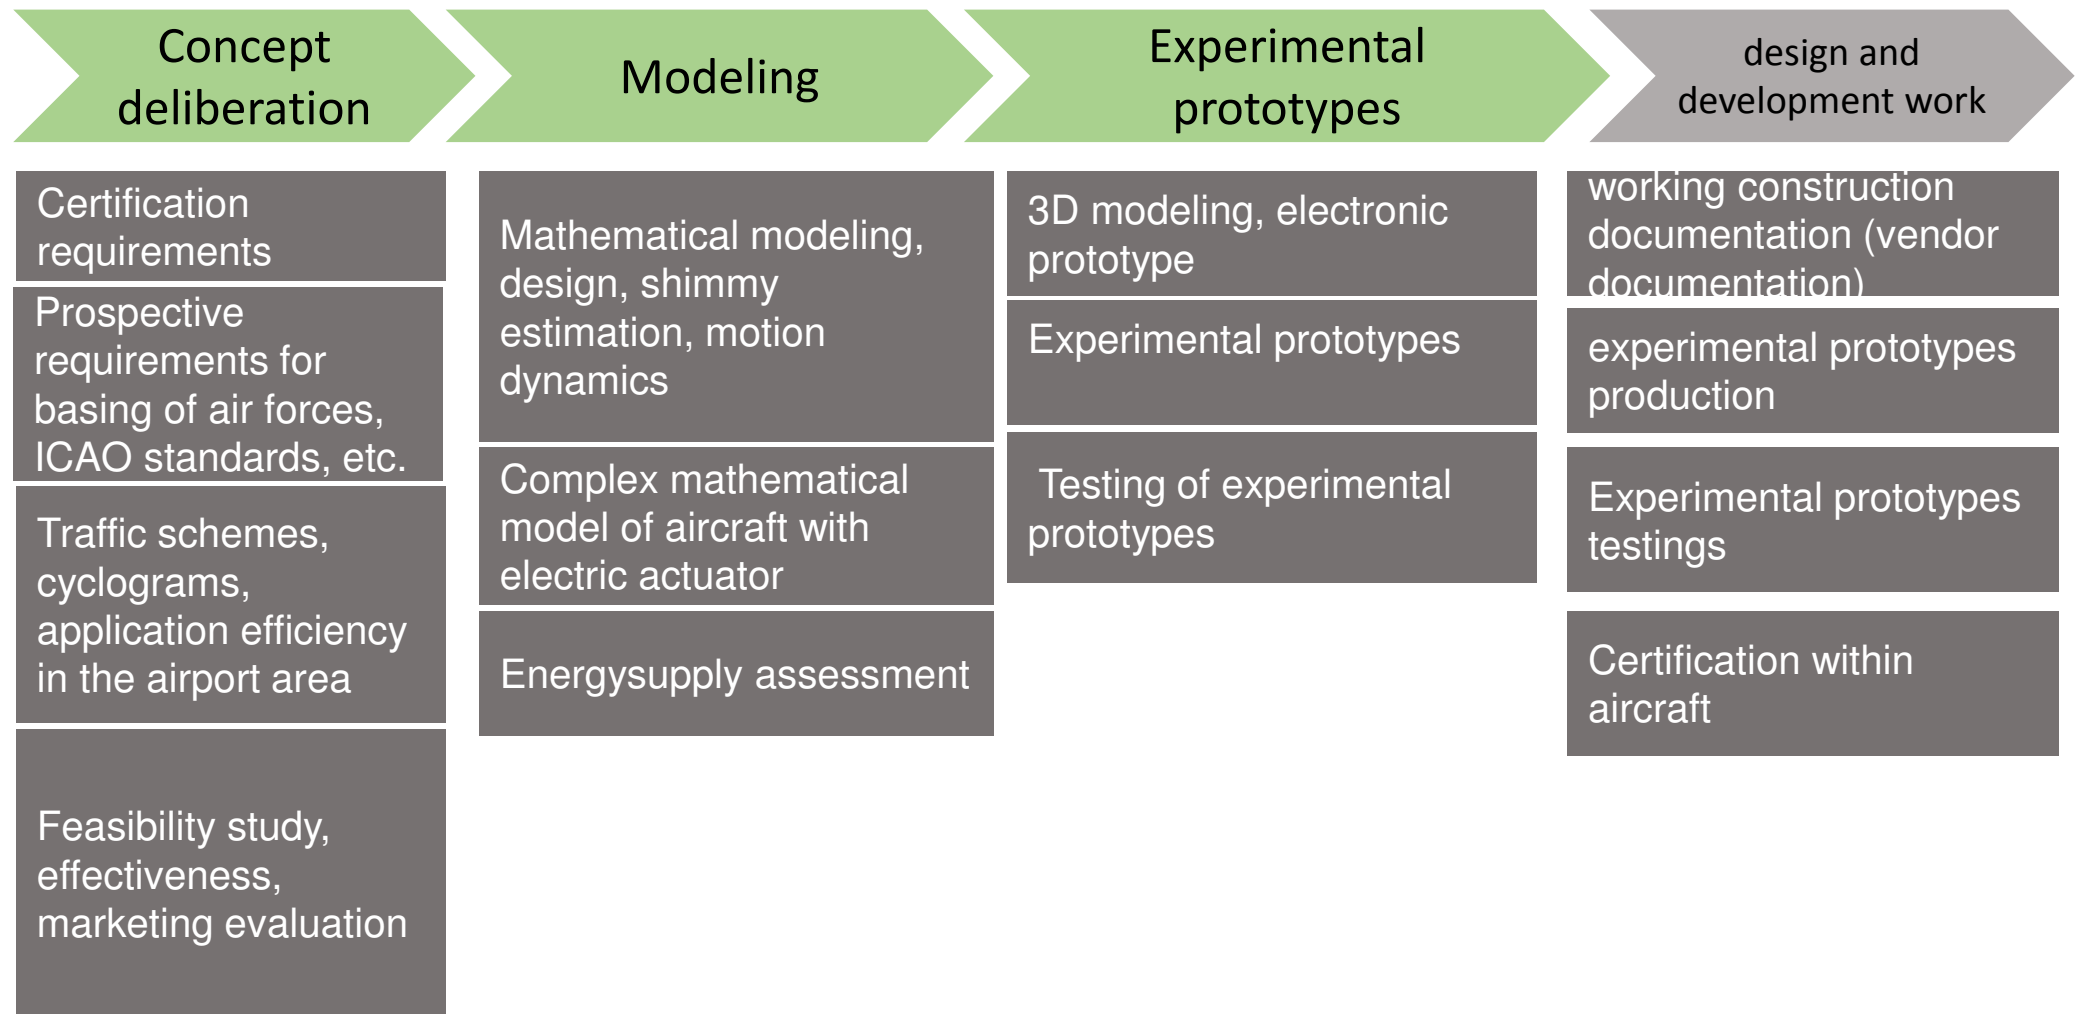 Concept
deliberation
Modeling
Experimental
prototypes
design and
development work
Certification
requirements
Prospective
requirements for
basing of air forces,
ICAO standards, etc.
Traffic schemes,
cyclograms,
application efficiency
in the airport area
Feasibility study,
effectiveness,
marketing evaluation
Mathematical modeling,
design, shimmy
estimation, motion
dynamics
Complex mathematical
model of aircraft with
electric actuator
Energysupply assessment
3D modeling, electronic
prototype
Experimental prototypes
Testing of experimental
prototypes
working construction
documentation (vendor
documentation)
experimental prototypes
production
Experimental prototypes
testings
Certification within
aircraft